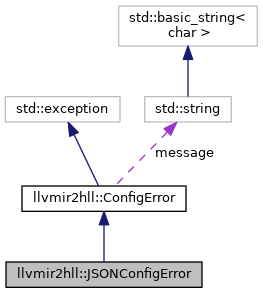 std::basic_string<
char >
std::exception
std::string
message
llvmir2hll::ConfigError
llvmir2hll::JSONConfigError